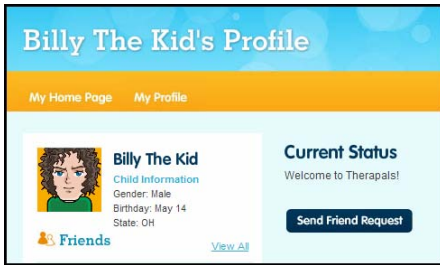 Billy The Kid's Profile
My Home Page My Profile
Billy The Kid
Child Information
Gender: Male
Birthday: May 14
State: OH
Friends
View All
Current Status
Welcome to Therapals!
Send Friend Request